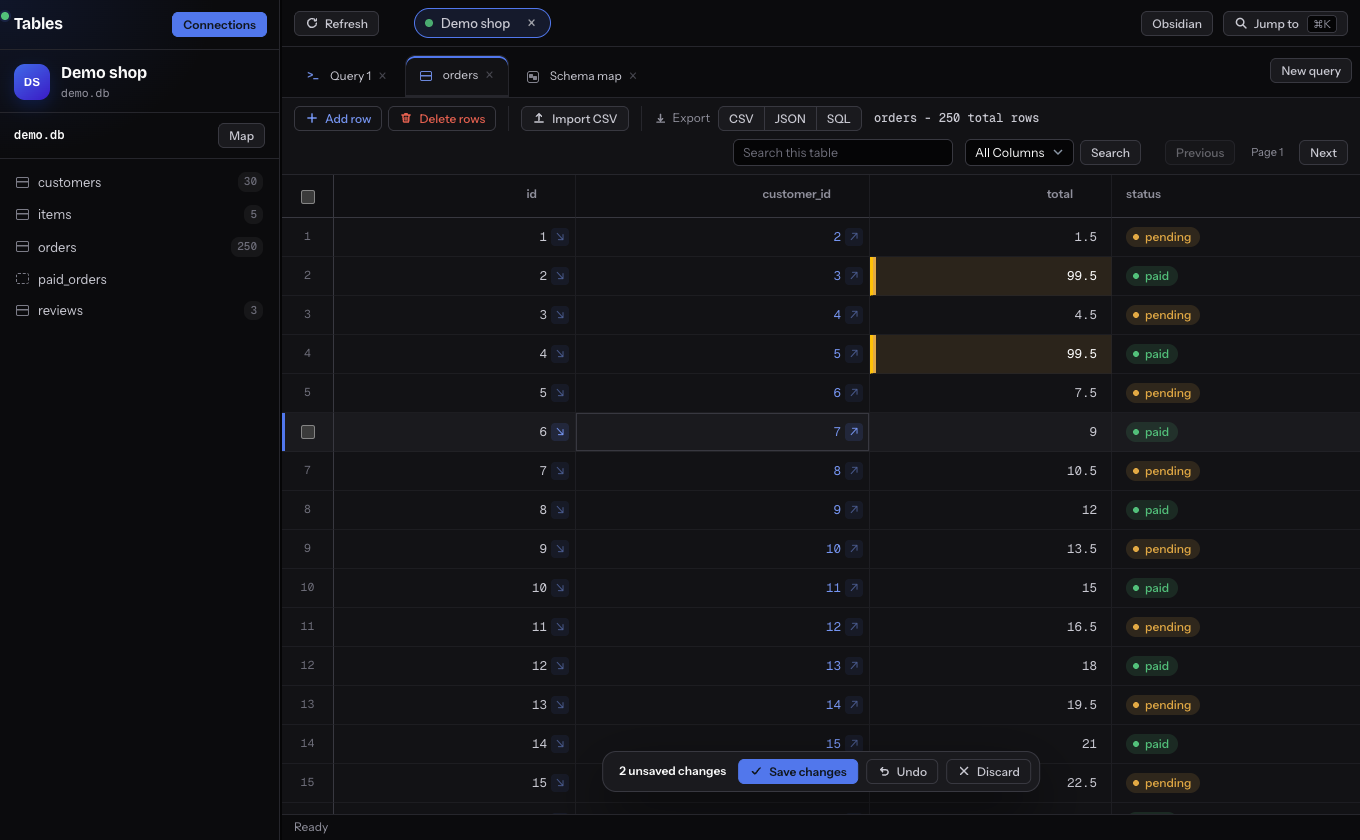 Tables
Connections
DS
Demo shop
demo.db
demo.db
Map
customers 30
items 5
orders 250
paid_orders
reviews 3
Refresh
Demo shop ×
Obsidian
Jump to ⌘K
>_ Query 1 ×
orders ×
Schema map ×
New query
+ Add row
Delete rows
Import CSV
Export
CSV JSON SQL
orders - 250 total rows
Search this table
All Columns
Search
Previous
Page 1
Next
id customer_id total status
1 1 2 1.5 pending
2 2 3 99.5 paid
3 3 4 4.5 pending
4 4 5 99.5 paid
5 5 6 7.5 pending
6 7 9 paid
7 7 8 10.5 pending
8 8 9 12 paid
9 9 10 13.5 pending
10 10 11 15 paid
11 11 12 16.5 pending
12 12 13 18 paid
13 13 14 19.5 pending
14 14 15 21 paid
15 15 22.5 pending
2 unsaved changes
Save changes
Undo
Discard
Ready